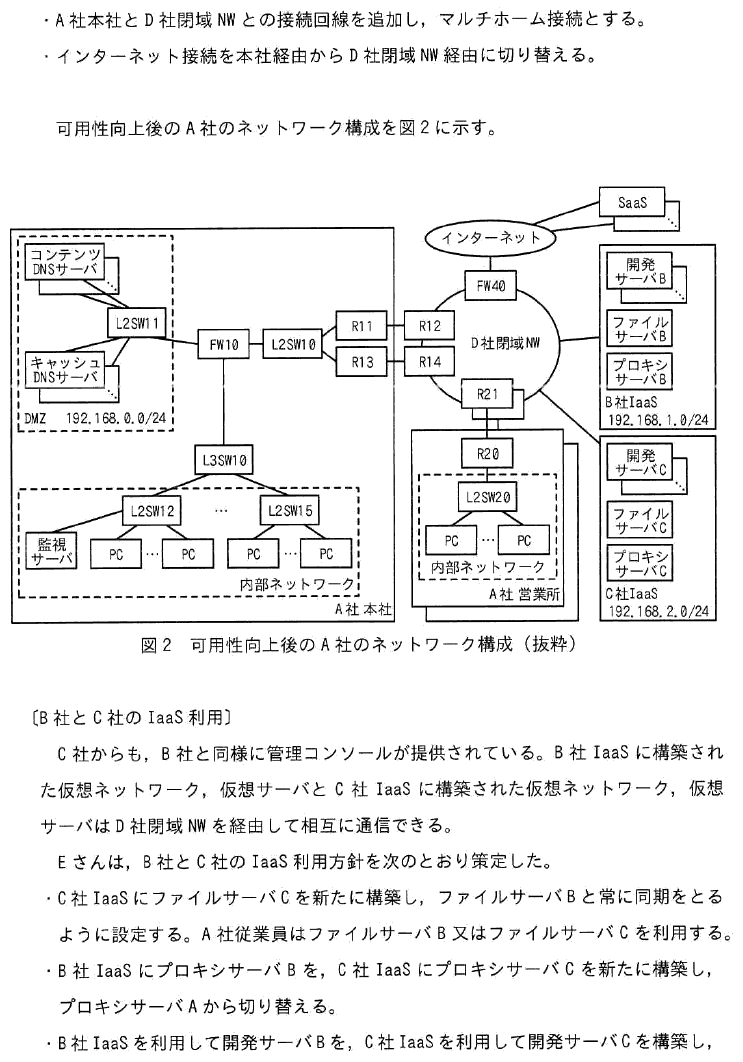 ・A社本社とD社閉域NWとの接続回線を追加し，マルチホーム接続とする。
・インターネット接続を本社経由からD社閉域NW経由に切り替える。
可用性向上後のA社のネットワーク構成を図2に示す。
SaaS
インターネット
コンテンツ
DNSサーバ
L2SW11
キャッシュ
DNSサーバ
DMZ 192.168.0.0/24
FW10
L2SW10
R11
R12
R13
R14
FW40
D社閉域NW
R21
開発
サーバB
ファイル
サーバB
プロキシ
サーバB
B社IaaS
192.168.1.0/24
L3SW10
R20
L2SW12
…
L2SW15
監視
サーバ
PC
…
PC
PC
…
PC
内部ネットワーク
A社 本社
L2SW20
PC
…
PC
内部ネットワーク
A社 営業所
開発
サーバC
ファイル
サーバC
プロキシ
サーバC
C社IaaS
192.168.2.0/24
図2 可用性向上後のA社のネットワーク構成（抜粋）
〔B社とC社のIaaS利用〕
C社からも，B社と同様に管理コンソールが提供されている。B社IaaSに構築され
た仮想ネットワーク，仮想サーバとC社IaaSに構築された仮想ネットワーク，仮想
サーバはD社閉域NWを経由して相互に通信できる。
Eさんは，B社とC社のIaaS利用方針を次のとおり策定した。
・C社IaaSにファイルサーバCを新たに構築し，ファイルサーバBと常に同期をとる
ように設定する。A社従業員はファイルサーバB又はファイルサーバCを利用する。
・B社IaaSにプロキシサーバBを，C社IaaSにプロキシサーバCを新たに構築し，
プロキシサーバAから切り替える。
・B社IaaSを利用して開発サーバBを，C社IaaSを利用して開発サーバCを構築し，